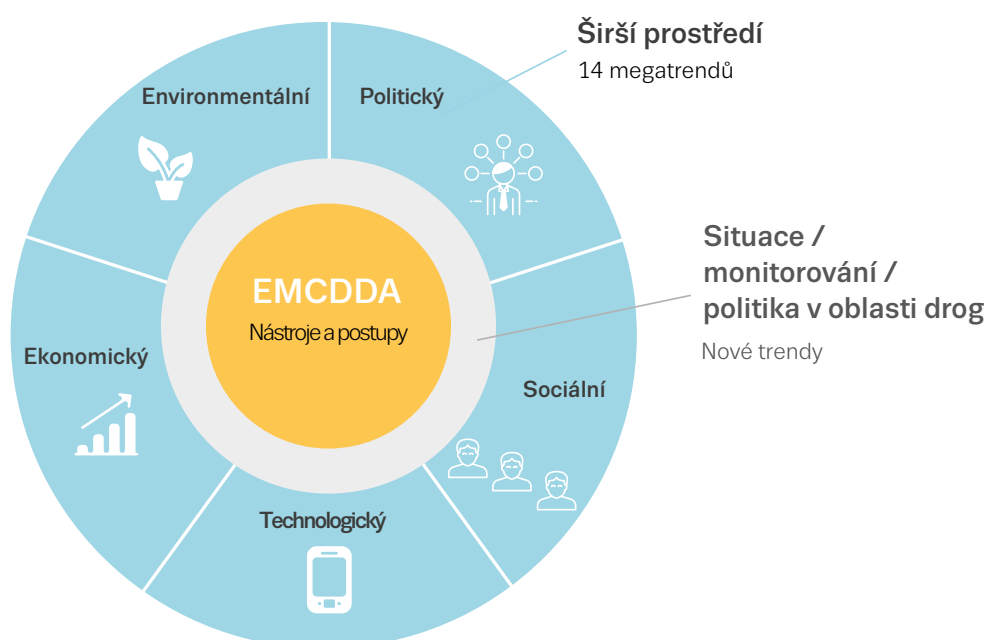 Širší prostředí
14 megatrendů
Environmentální
Politický
Situace /
monitorování /
politika v oblasti drog
Nové trendy
EMCDDA
Nástroje a postupy
Ekonomický
Sociální
Technologický